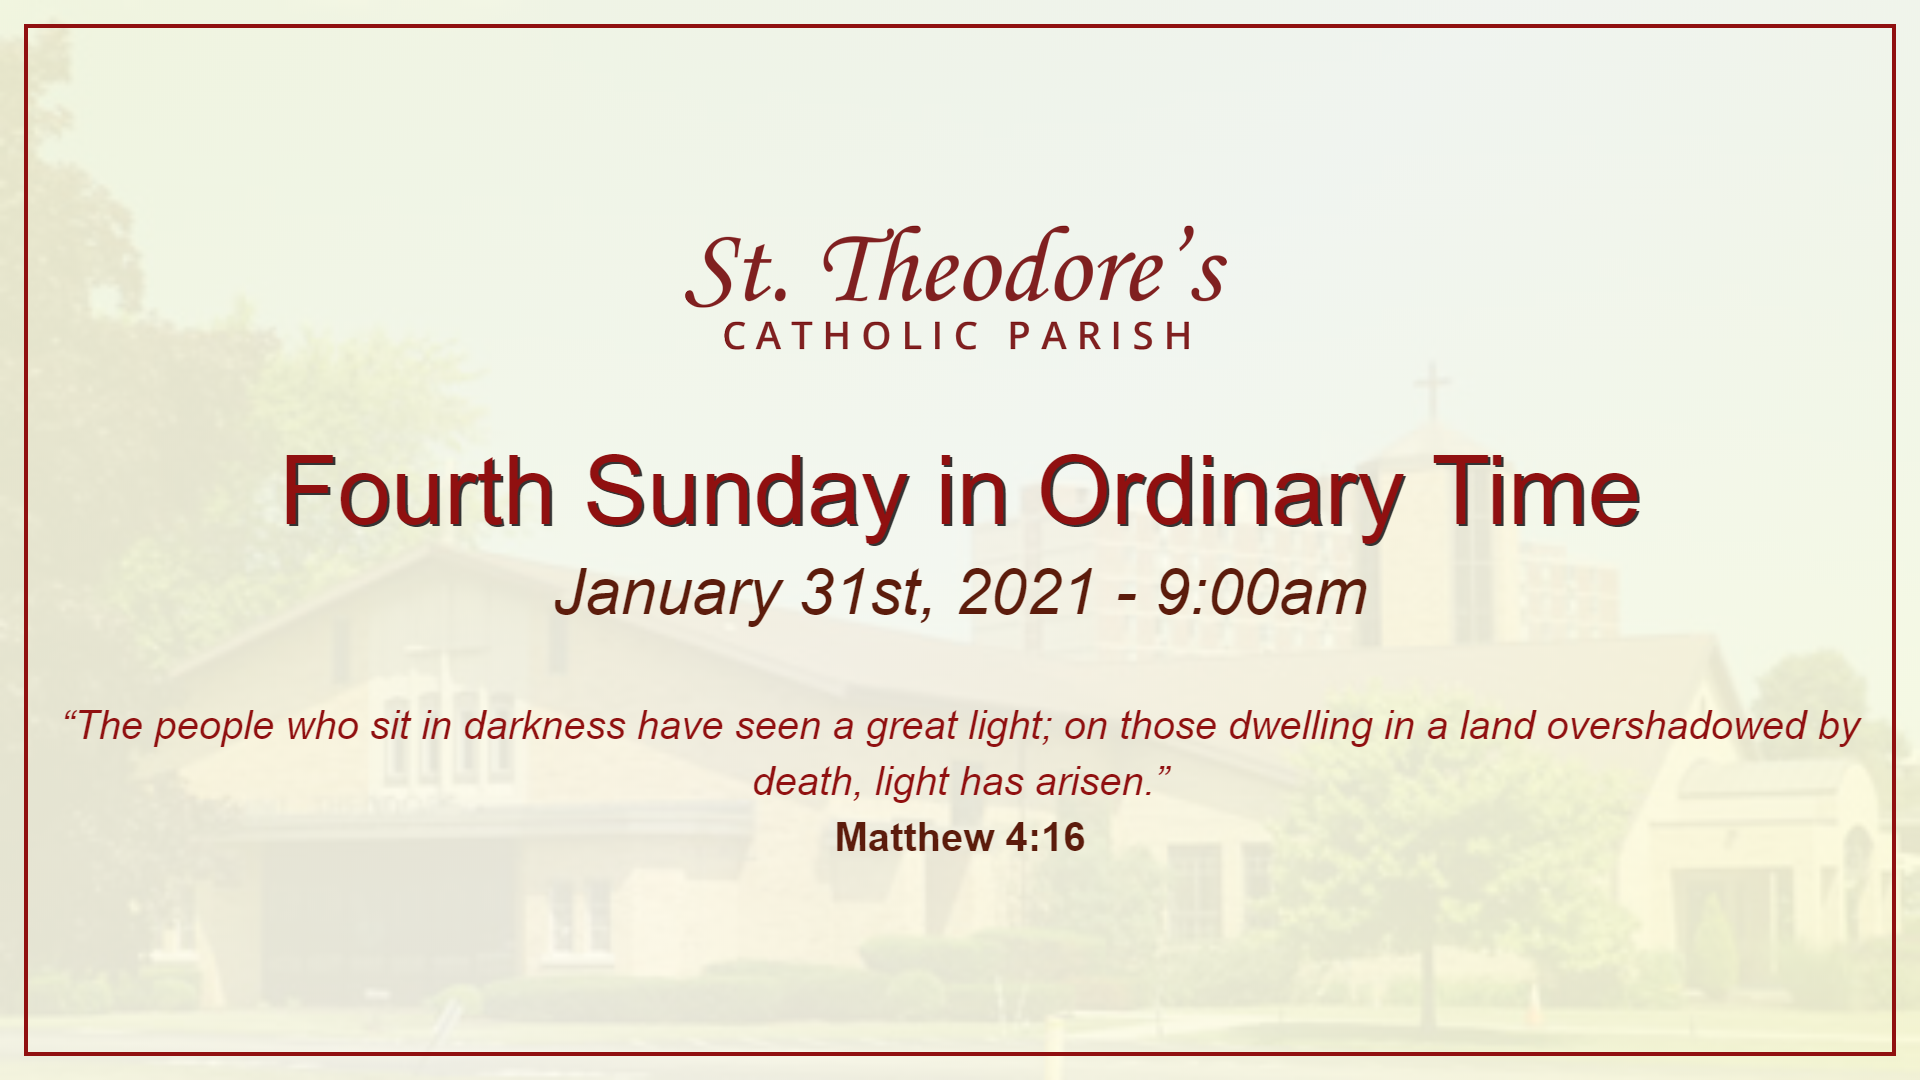 St. Theodore’s
CATHOLIC PARISH
Fourth Sunday in Ordinary Time
January 31st, 2021 - 9:00am
“The people who sit in darkness have seen a great light; on those dwelling in a land overshadowed by
death, light has arisen.”
Matthew 4:16